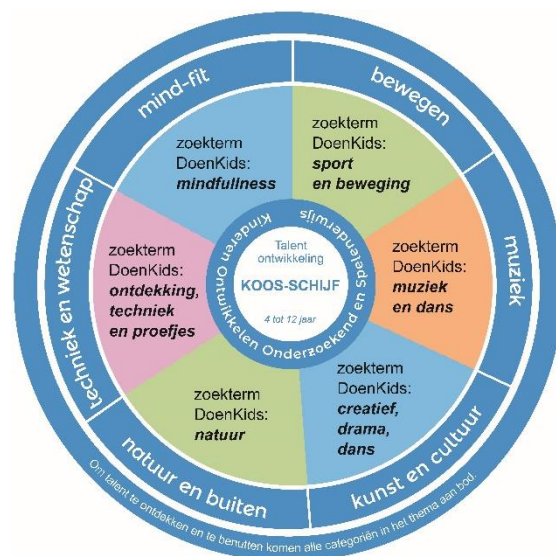 mind-fit
bewegen
muziek
kunst en cultuur
natuur en buiten
techniek en wetenschap
zoekterm
DoenKids:
mindfullness
zoekterm
DoenKids:
sport
en beweging
zoekterm
DoenKids:
muziek
en dans
zoekterm
DoenKids:
creatief,
drama,
dans
zoekterm
DoenKids:
natuur
zoekterm
DoenKids:
ontdekking,
techniek
en proefjes
Kinderen Ontwikkelen Onderzoekend en Spelenderwijs
Talent
ontwikkeling
KOOS-SCHIJF
4 tot 12 jaar
Om talent te ontdekken en te benutten komen alle categoriën in het thema aan bod.